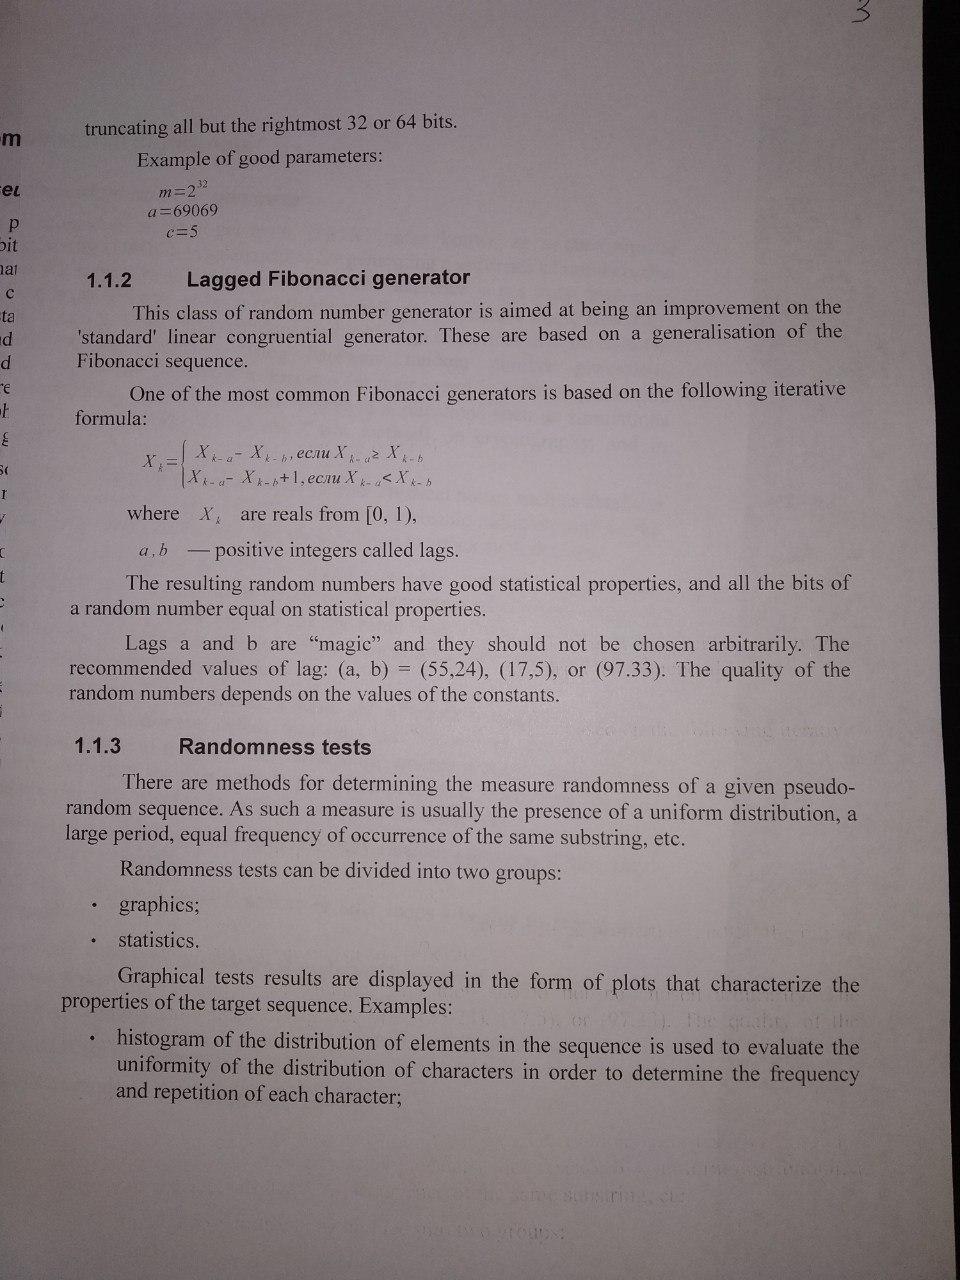 3
truncating all but the rightmost 32 or 64 bits.
Example of good parameters:
m=2³²
a=69069
c=5
1.1.2 Lagged Fibonacci generator
This class of random number generator is aimed at being an improvement on the
'standard' linear congruential generator. These are based on a generalisation of the
Fibonacci sequence.
One of the most common Fibonacci generators is based on the following iterative
formula:
X_k = { X_{k-a} − X_{k-b}, если X_{k-a} ≥ X_{k-b}
X_{k-a} − X_{k-b}+1, если X_{k-a} < X_{k-b}
where X_k are reals from [0, 1),
a, b — positive integers called lags.
The resulting random numbers have good statistical properties, and all the bits of
a random number equal on statistical properties.
Lags a and b are “magic” and they should not be chosen arbitrarily. The
recommended values of lag: (a, b) = (55,24), (17,5), or (97.33). The quality of the
random numbers depends on the values of the constants.
1.1.3 Randomness tests
There are methods for determining the measure randomness of a given pseudo-
random sequence. As such a measure is usually the presence of a uniform distribution, a
large period, equal frequency of occurrence of the same substring, etc.
Randomness tests can be divided into two groups:
• graphics;
• statistics.
Graphical tests results are displayed in the form of plots that characterize the
properties of the target sequence. Examples:
• histogram of the distribution of elements in the sequence is used to evaluate the
uniformity of the distribution of characters in order to determine the frequency
and repetition of each character;